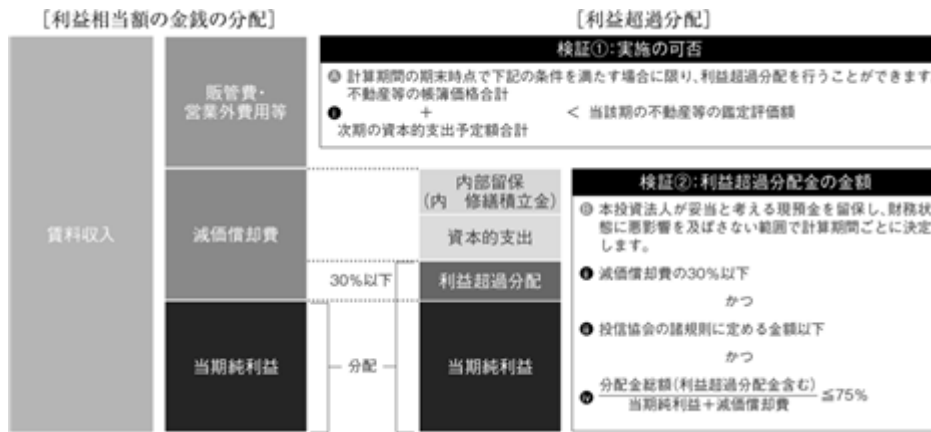 [利益相当額の金銭の分配]
[利益超過分配]
賃料収入
販管費・
営業外費用等
減価償却費
当期純利益
検証①:実施の可否
Ⓐ 計算期間の期末時点で下記の条件を満たす場合に限り、利益超過分配を行うことができます
不動産等の帳簿価格合計
❶ + < 当該期の不動産等の鑑定評価額
次期の資本的支出予定額合計
内部留保
(内 修繕積立金)
資本的支出
30%以下
利益超過分配
分配
当期純利益
検証②:利益超過分配金の金額
Ⓑ 本投資法人が妥当と考える現預金を留保し、財務状
態に悪影響を及ぼさない範囲で計算期間ごとに決定
します。
減価償却費の30%以下
かつ
投信協会の諸規則に定める金額以下
かつ
分配金総額(利益超過分配金含む)
当期純利益+減価償却費
≦75%